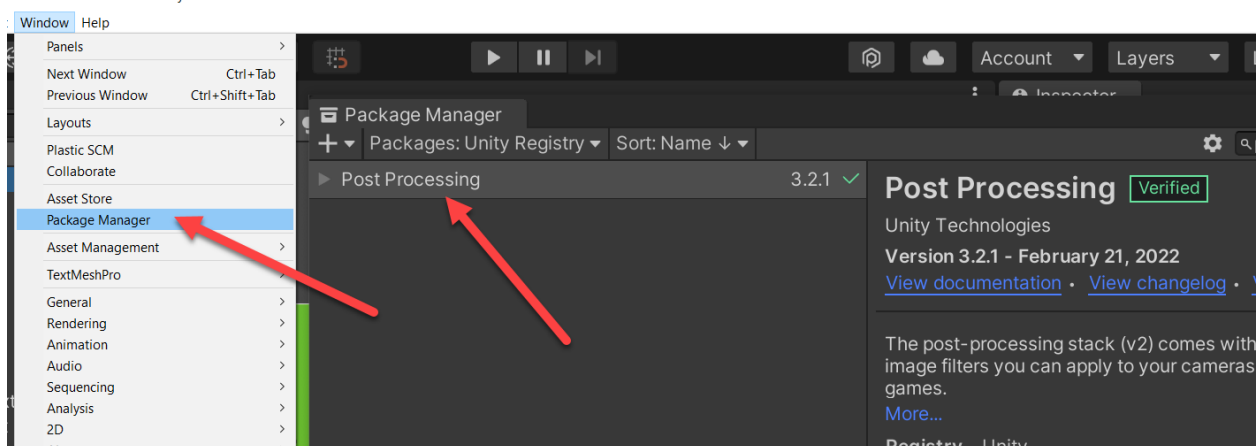 Window Help
Panels
Next Window Ctrl+Tab
Previous Window Ctrl+Shift+Tab
Layouts
Plastic SCM
Collaborate
Asset Store
Package Manager
Asset Management
TextMeshPro
General
Rendering
Animation
Audio
Sequencing
Analysis
2D
Account
Layers
Inspector
Package Manager
Packages: Unity Registry
Sort: Name ↓
Post Processing 3.2.1
Post Processing Verified
Unity Technologies
Version 3.2.1 - February 21, 2022
View documentation • View changelog •
The post-processing stack (v2) comes with
image filters you can apply to your cameras
games.
More...
Registry Unity